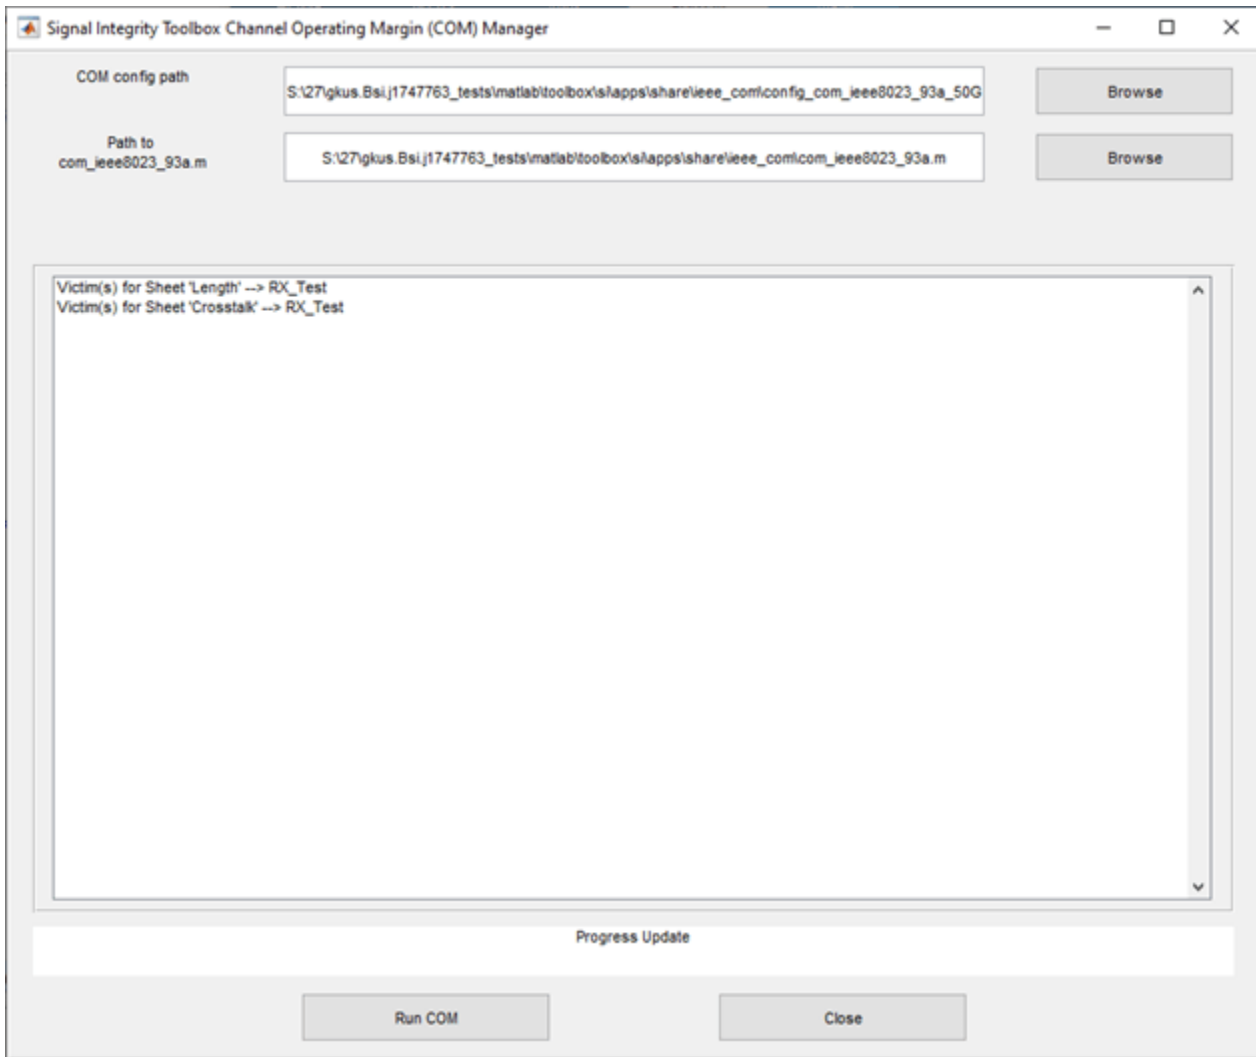 Signal Integrity Toolbox Channel Operating Margin (COM) Manager
COM config path
S:\27\gkus.Bsi.j1747763_tests\matlab\toolbox\si\apps\share\ieee_com\config_com_ieee8023_93a_50G
Browse
Path to
com_ieee8023_93a.m
S:\27\gkus.Bsi.j1747763_tests\matlab\toolbox\si\apps\share\ieee_com\com_ieee8023_93a.m
Browse
Victim(s) for Sheet 'Length' --> RX_Test
Victim(s) for Sheet 'Crosstalk' --> RX_Test
Progress Update
Run COM
Close